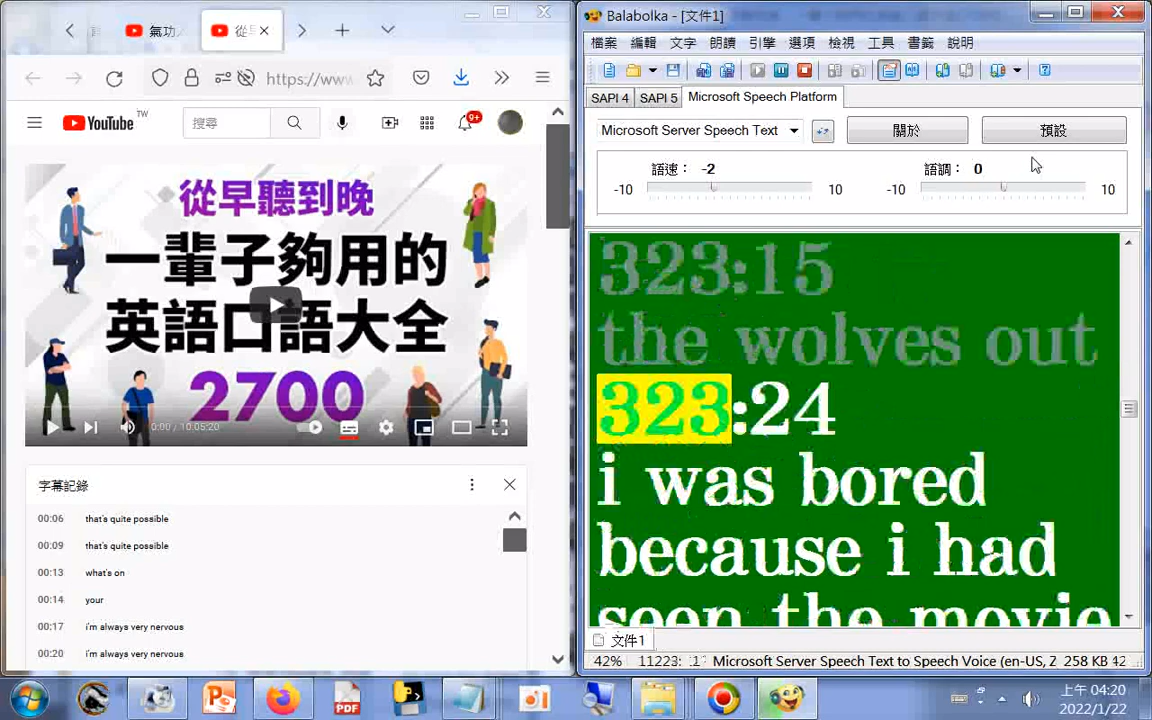 氣功
從
https://www
YouTube TW
搜尋
9+
從早聽到晚
一輩子夠用的
英語口語大全
2700
0:00 / 10:05:20
字幕記錄
00:06 that's quite possible
00:09 that's quite possible
00:13 what's on
00:14 your
00:17 i'm always very nervous
00:20 i'm always very nervous
Balabolka - [文件1]
檔案 編輯 文字 朗讀 引擎 選項 檢視 工具 書籤 說明
SAPI 4 SAPI 5 Microsoft Speech Platform
Microsoft Server Speech Text 關於 預設
語速： -2 語調： 0
-10 10 -10 10
323:15
the wolves out
323:24
i was bored
because i had
seen the movie
文件1
42% 11223: Microsoft Server Speech Text to Speech Voice (en-US, Z 258 KB 42
PDF
上午 04:20
2022/1/22